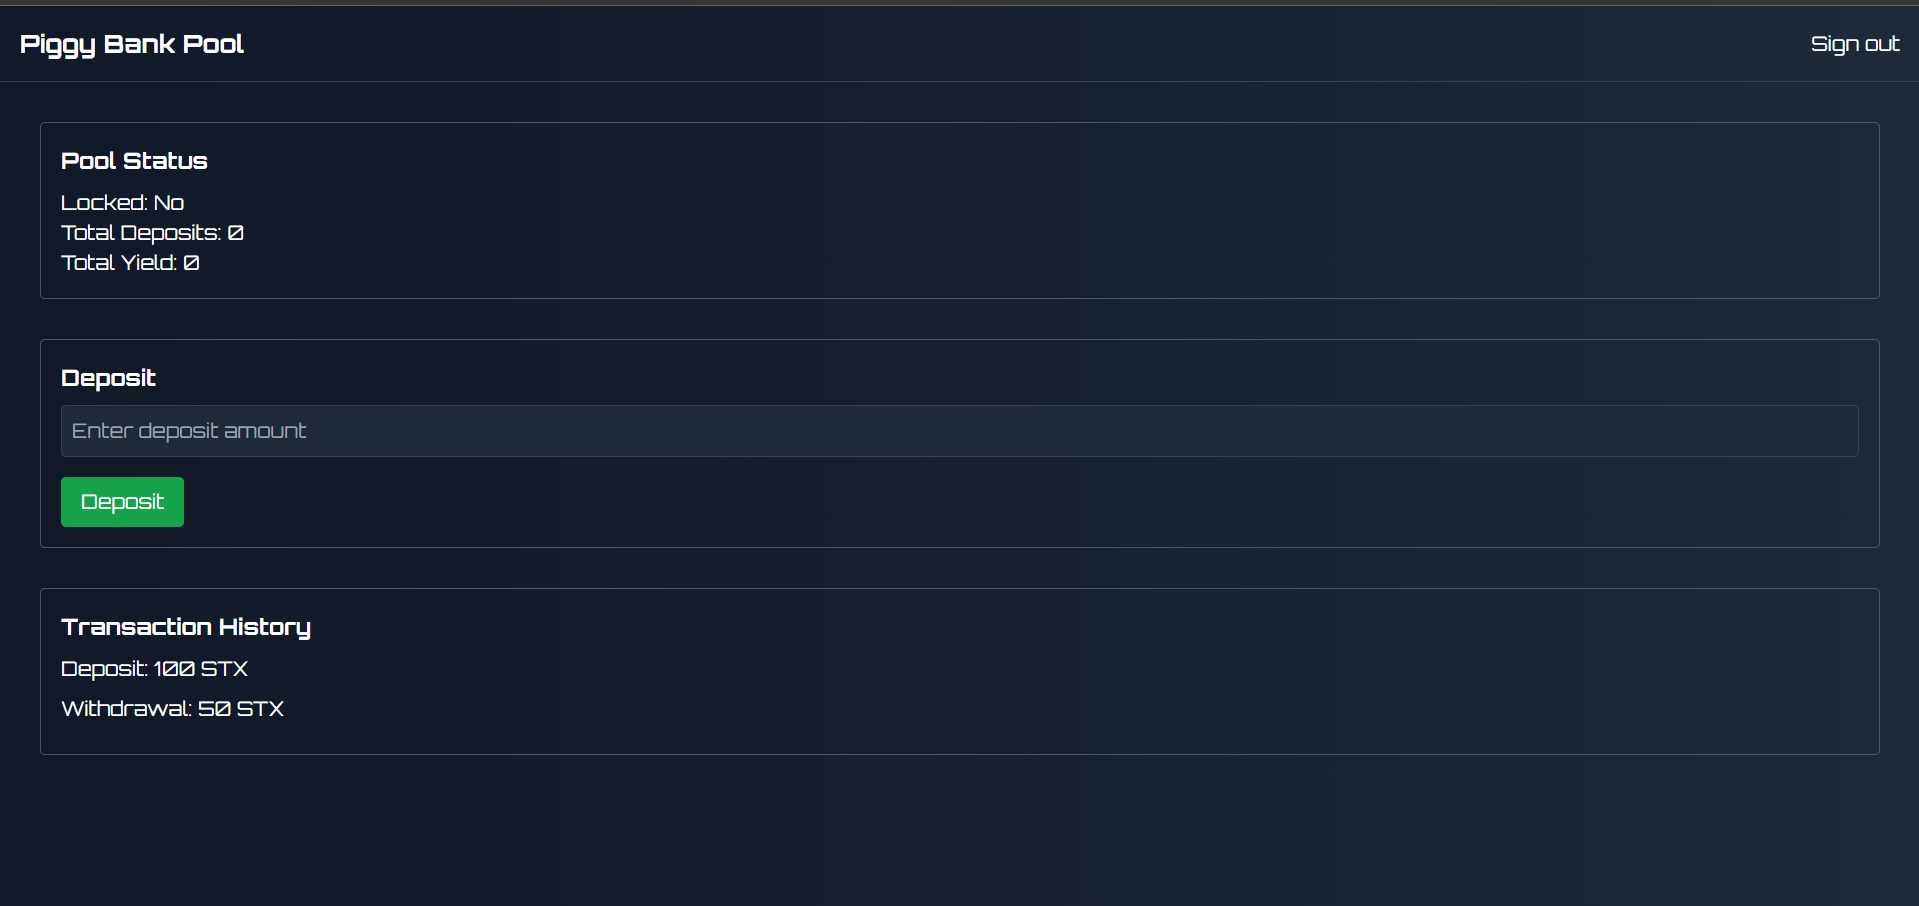 Piggy Bank Pool
Sign out
Pool Status
Locked: No
Total Deposits: 0
Total Yield: 0
Deposit
Enter deposit amount
Deposit
Transaction History
Deposit: 100 STX
Withdrawal: 50 STX